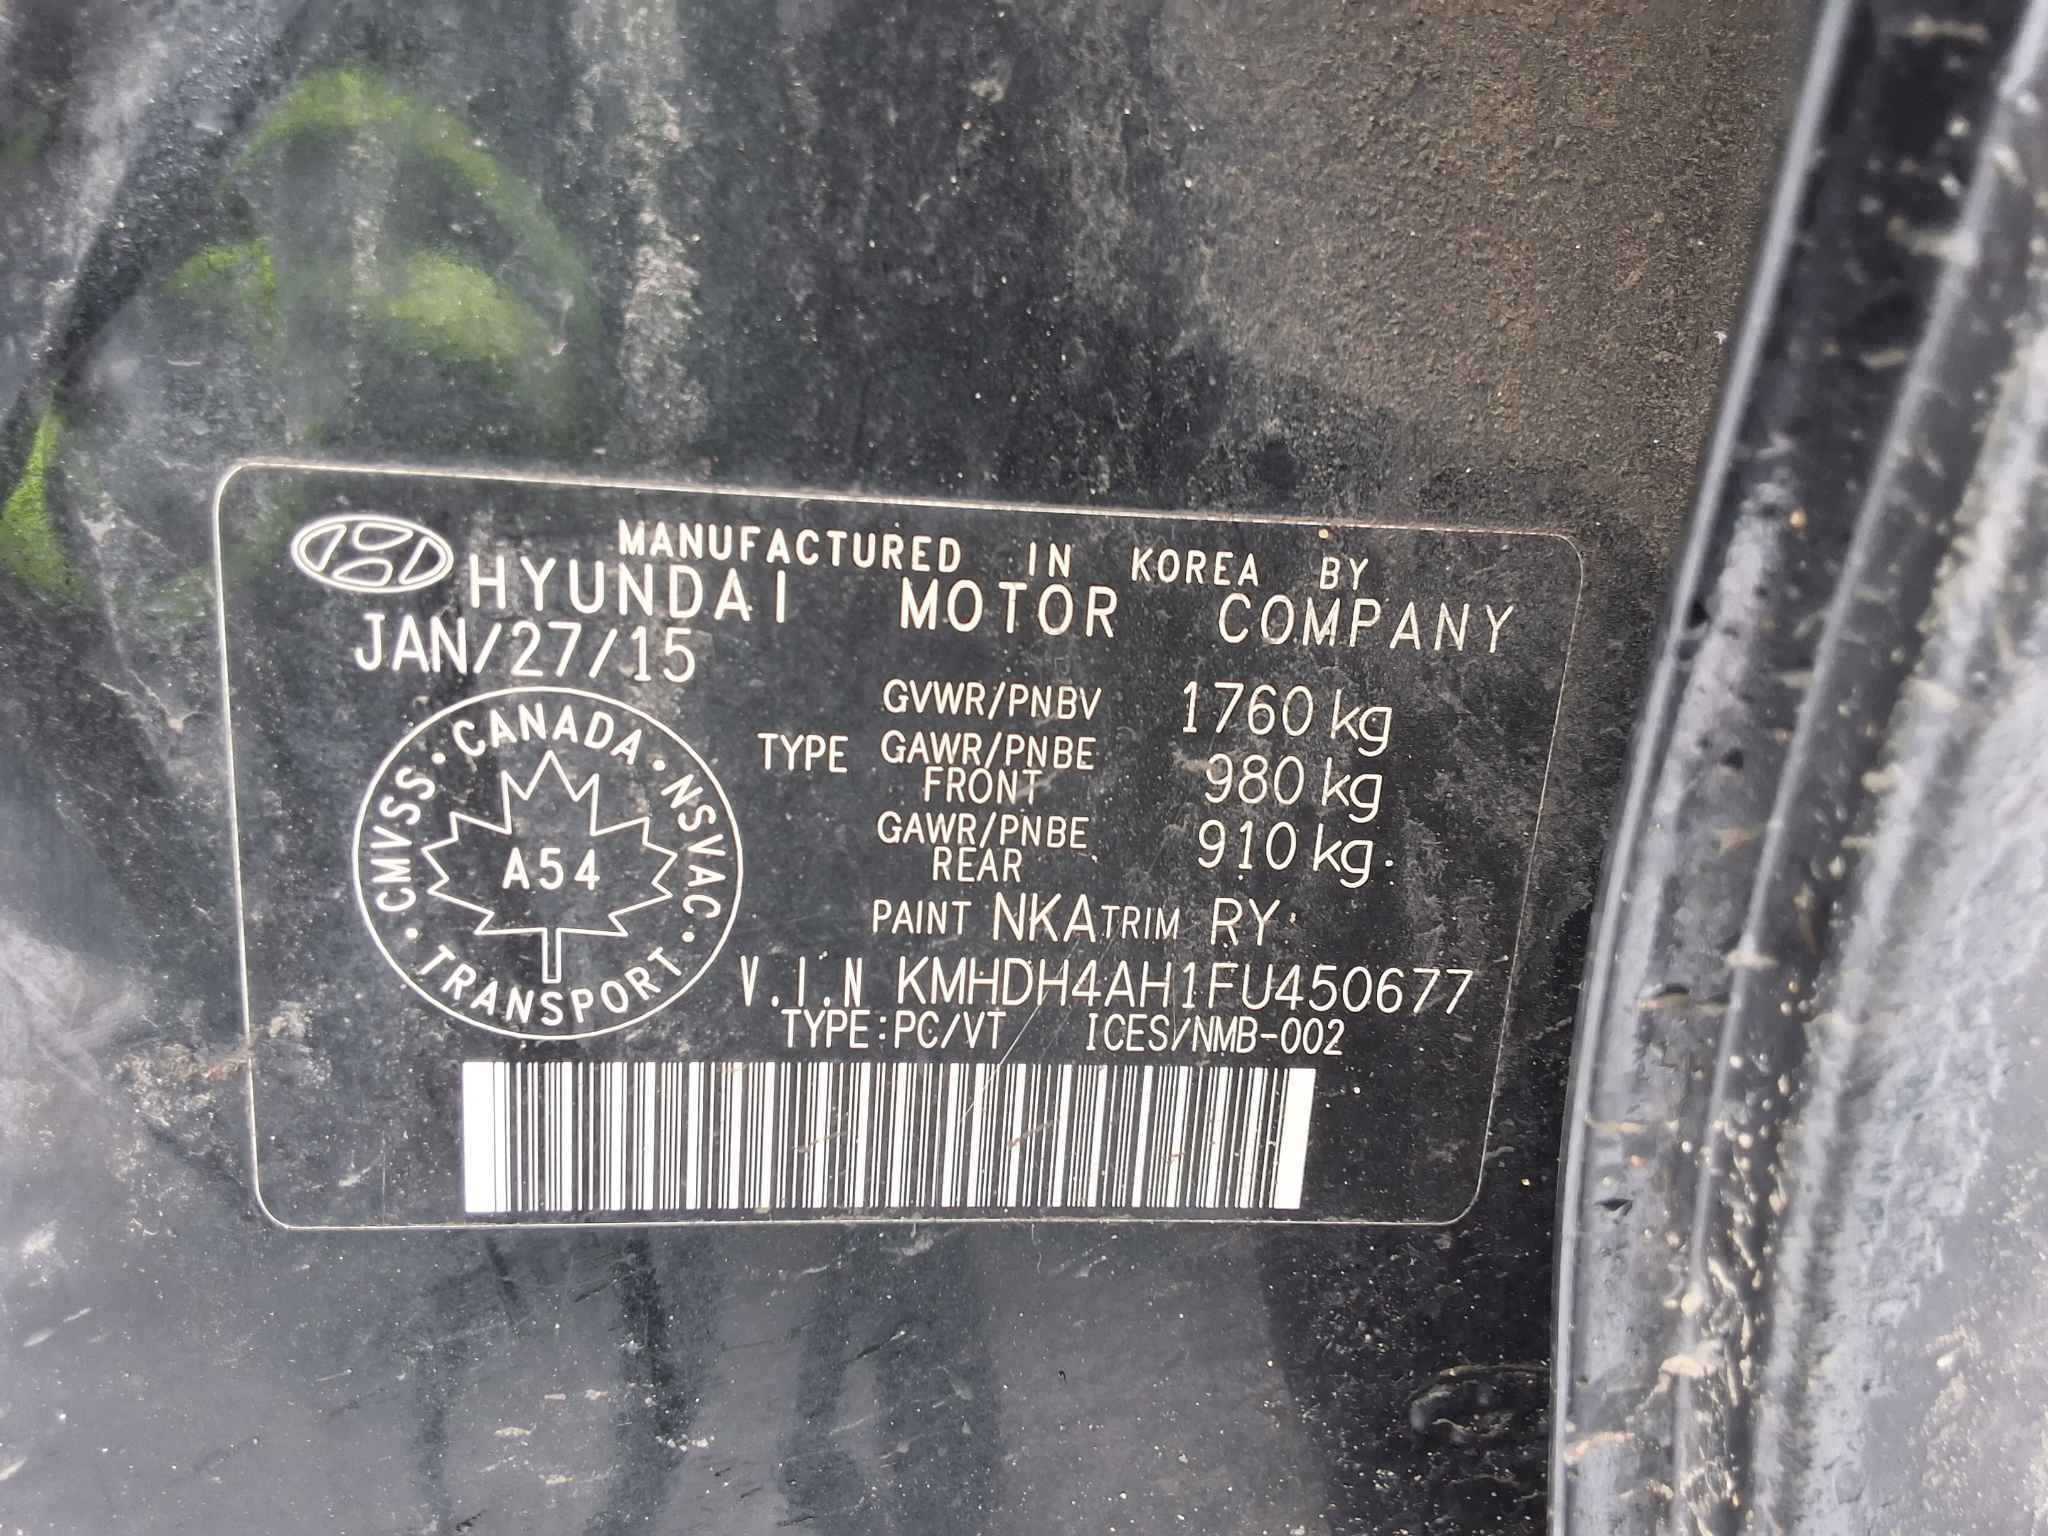 MANUFACTURED IN KOREA BY
HYUNDAI MOTOR COMPANY
JAN/27/15
CMVSS · CANADA · NSVAC · TRANSPORT ·
A54
GVWR/PNBV 1760 kg
TYPE GAWR/PNBE FRONT 980 kg
GAWR/PNBE REAR 910 kg
PAINT NKA TRIM RY
V.I.N KMHDH4AH1FU450677
TYPE:PC/VT ICES/NMB-002